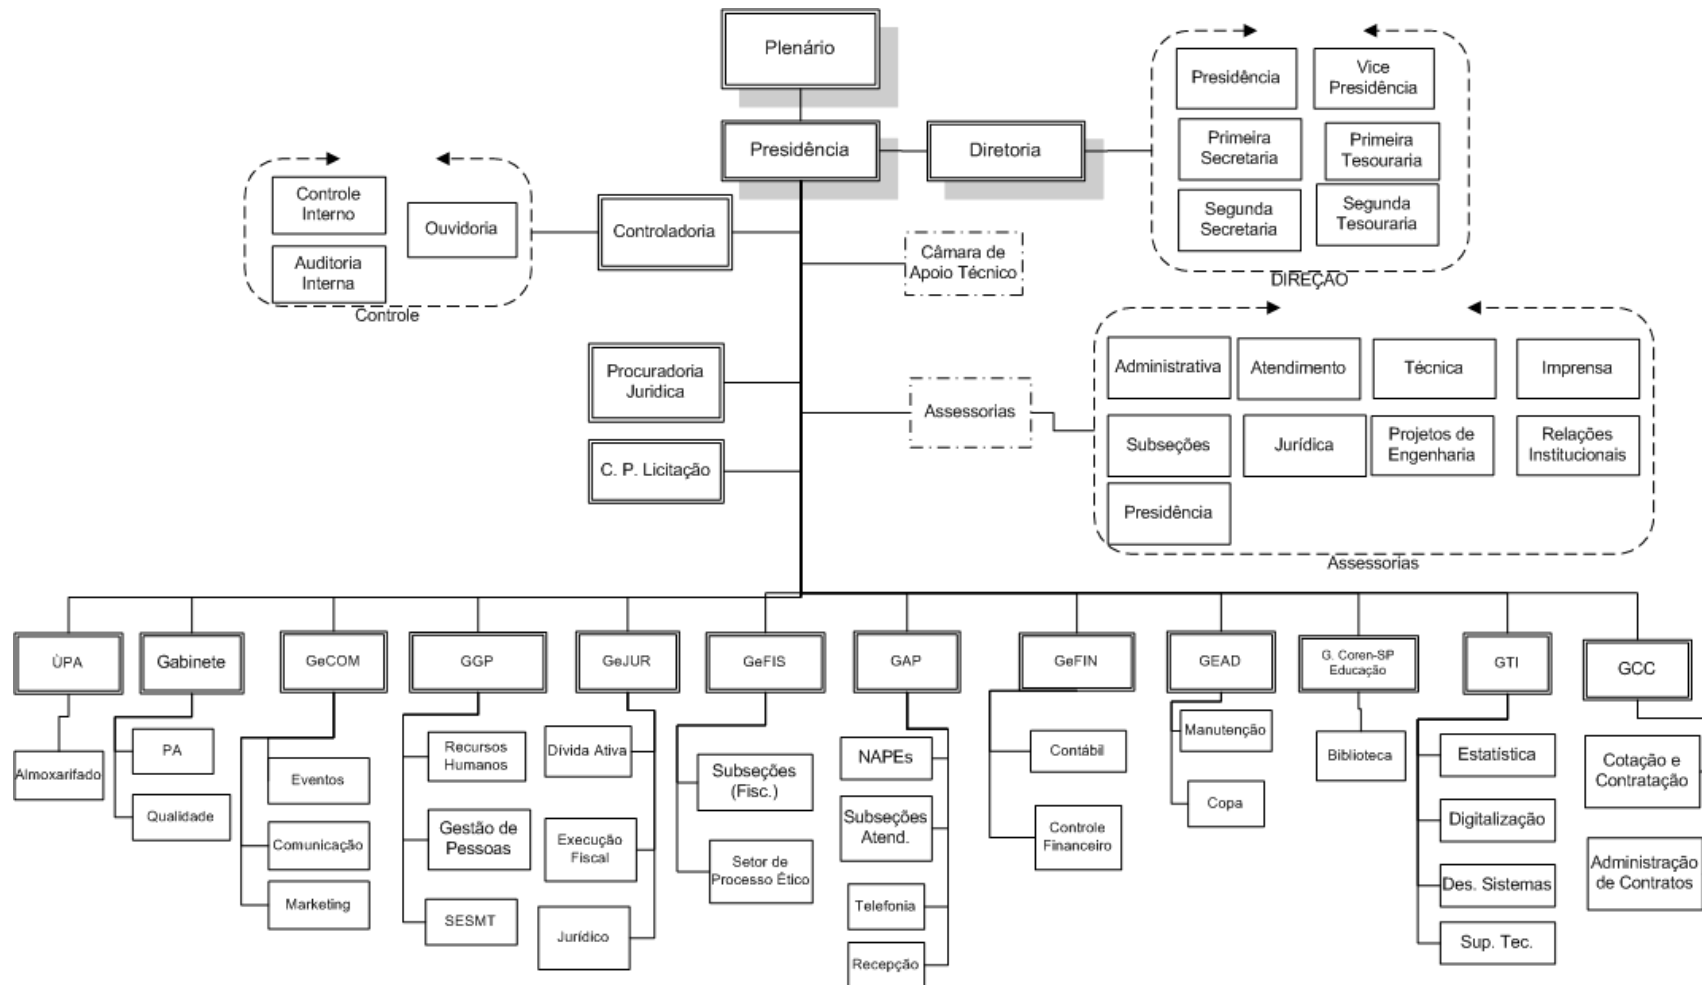 Plenário
Presidência
Diretoria
Presidência
Vice
Presidência
Primeira
Secretaria
Primeira
Tesouraria
Segunda
Secretaria
Segunda
Tesouraria
DIREÇAO
Controle
Interno
Ouvidoria
Auditoria
Interna
Controle
Controladoria
Câmara de
Apoio Técnico
Procuradoria
Juridica
C. P. Licitação
Assessorias
Administrativa
Atendimento
Técnica
Imprensa
Subseções
Jurídica
Projetos de
Engenharia
Relações
Institucionais
Presidência
Assessorias
ÙPA
Gabinete
GeCOM
GGP
GeJUR
GeFIS
GAP
GeFIN
GEAD
G. Coren-SP
Educação
GTI
GCC
Almoxarifado
PA
Qualidade
Eventos
Comunicação
Marketing
Recursos
Humanos
Gestão de
Pessoas
SESMT
Dívida Ativa
Execução
Fiscal
Jurídico
Subseções
(Fisc.)
Setor de
Processo Ético
NAPEs
Subseções
Atend.
Telefonia
Recepção
Contábil
Controle
Financeiro
Manutenção
Copa
Biblioteca
Estatística
Digitalização
Des. Sistemas
Sup. Tec.
Cotação e
Contratação
Administração
de Contratos